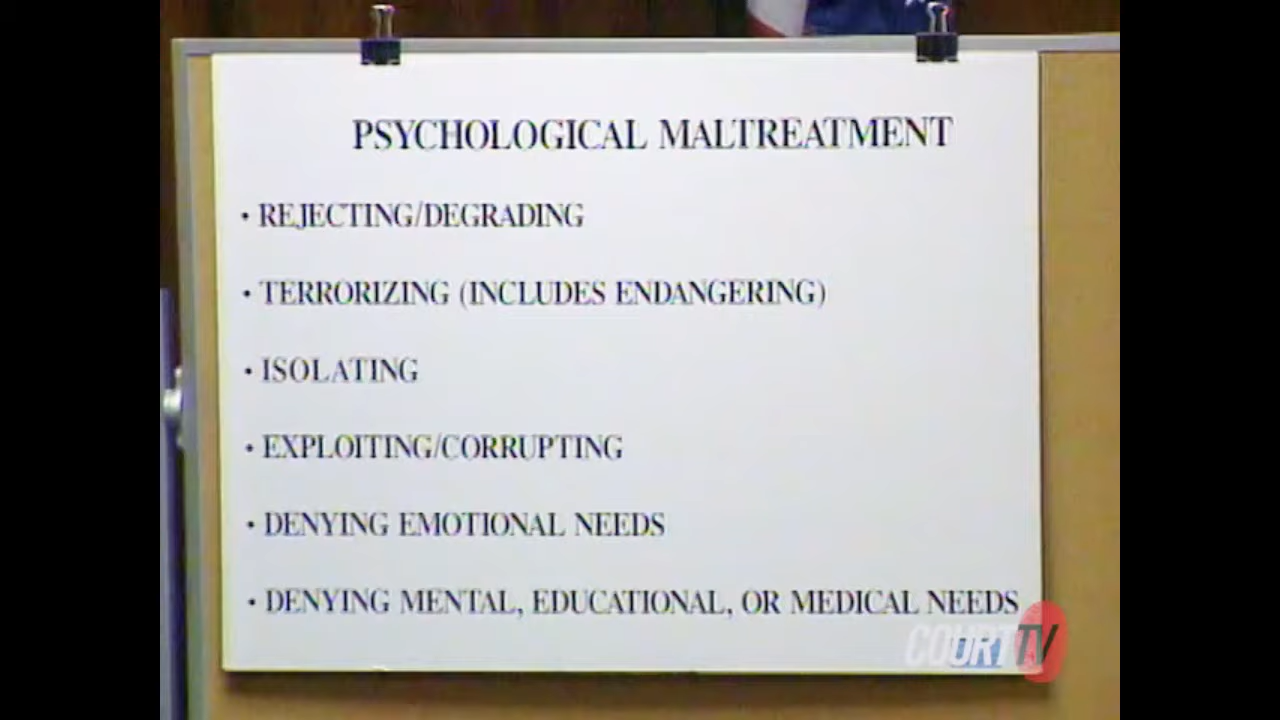 PSYCHOLOGICAL MALTREATMENT
• REJECTING/DEGRADING
• TERRORIZING (INCLUDES ENDANGERING)
• ISOLATING
• EXPLOITING/CORRUPTING
• DENYING EMOTIONAL NEEDS
• DENYING MENTAL, EDUCATIONAL, OR MEDICAL NEEDS
COURT TV